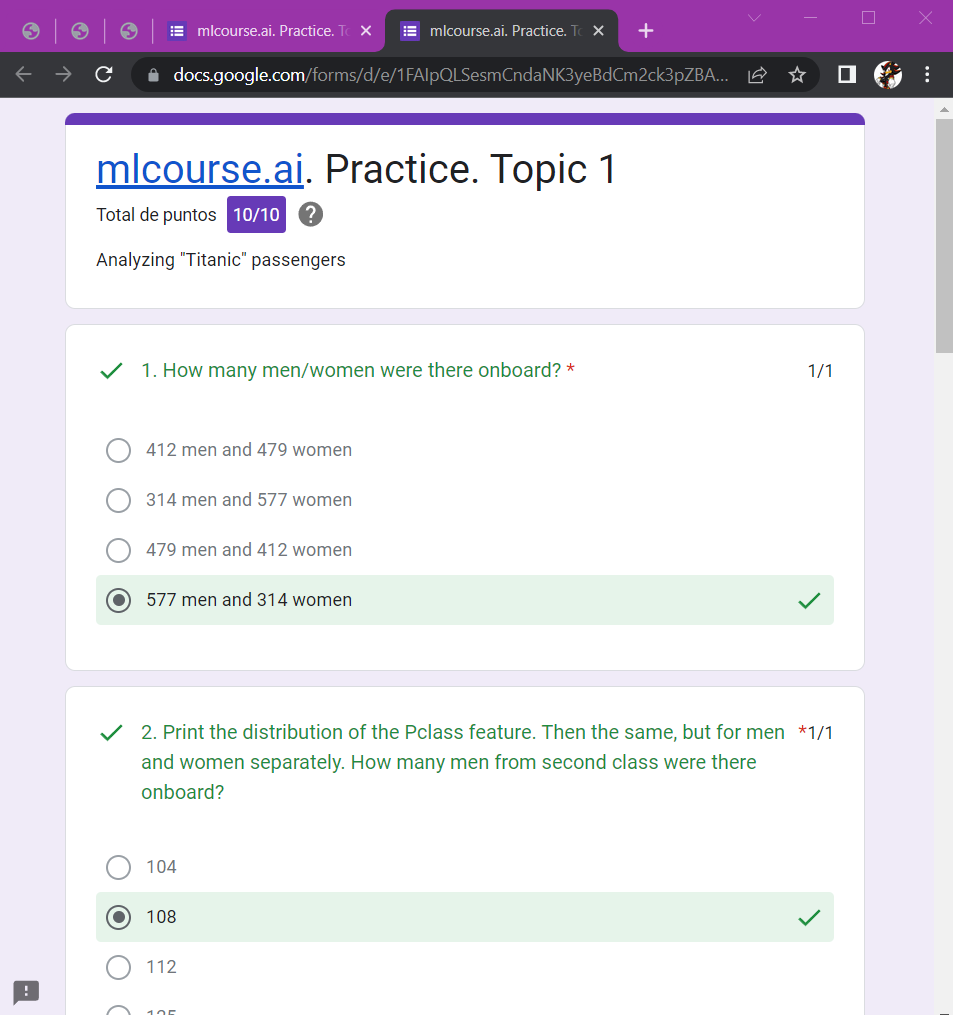 mlcourse.ai. Practice. T
mlcourse.ai. Practice. T
docs.google.com/forms/d/e/1FAIpQLSesmCndaNK3yeBdCm2ck3pZBA...
mlcourse.ai. Practice. Topic 1
Total de puntos 10/10
Analyzing "Titanic" passengers
1. How many men/women were there onboard? * 1/1
412 men and 479 women
314 men and 577 women
479 men and 412 women
577 men and 314 women
2. Print the distribution of the Pclass feature. Then the same, but for men *1/1
and women separately. How many men from second class were there
onboard?
104
108
112